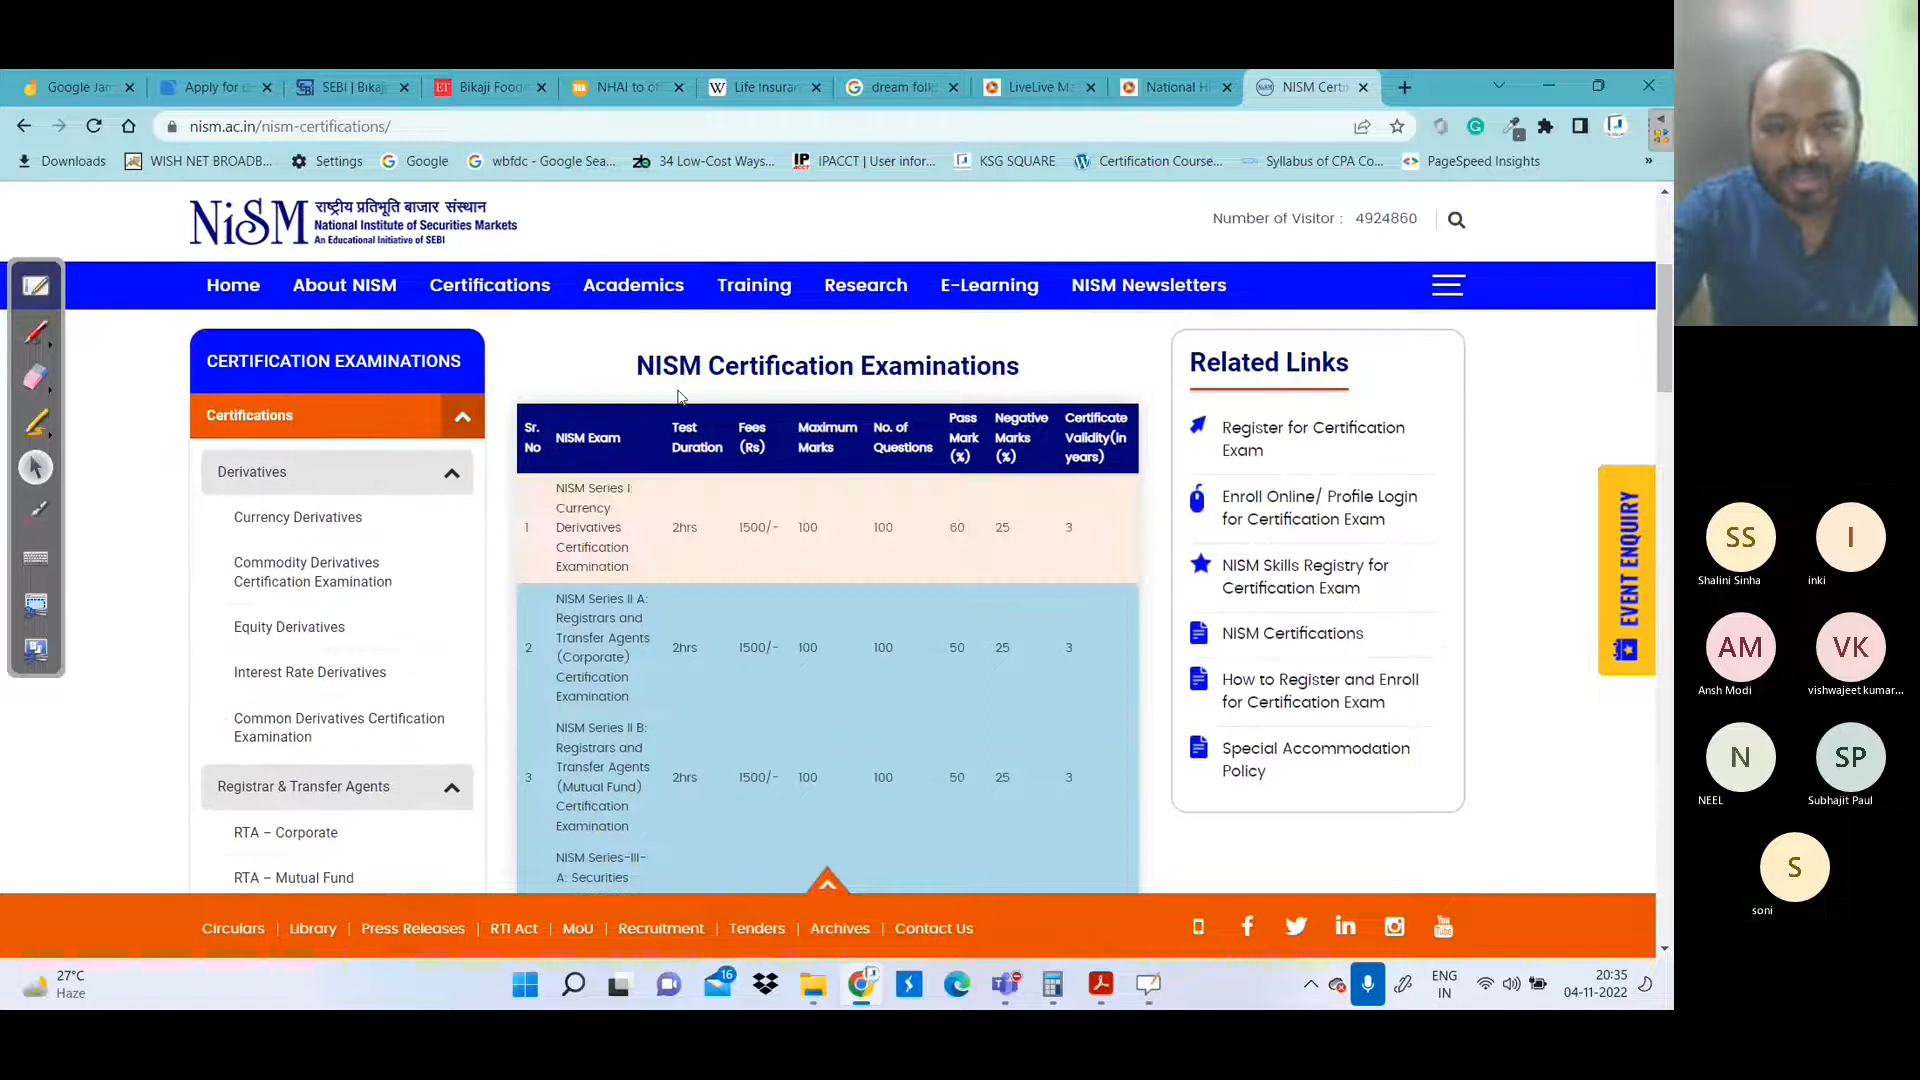 Google Jam
Apply for
SEBI | Bikaj
ET
Bikaji Food
NHAI to of
W
Life Insuran
dream folk
LiveLive M
National H
NISM Certi
nism.ac.in/nism-certifications/
Downloads
WISH NET BROADB...
Settings
Google
wbfdc - Google Sea...
34 Low-Cost Ways...
IPACCT | User infor...
KSG SQUARE
Certification Course...
Syllabus of CPA Co...
PageSpeed Insights
»
NiSM
राष्ट्रीय प्रतिभूति बाजार संस्थान
National Institute of Securities Markets
An Educational Initiative of SEBI
Number of Visitor : 4924860
Home
About NISM
Certifications
Academics
Training
Research
E-Learning
NISM Newsletters
CERTIFICATION EXAMINATIONS
Certifications
Derivatives
Currency Derivatives
Commodity Derivatives
Certification Examination
Equity Derivatives
Interest Rate Derivatives
Common Derivatives Certification
Examination
Registrar & Transfer Agents
RTA – Corporate
RTA – Mutual Fund
NISM Certification Examinations
Sr. No
NISM Exam
Test Duration
Fees (Rs)
Maximum Marks
No. of Questions
Pass Mark (%)
Negative Marks (%)
Certificate Validity(in years)
1
NISM Series I:
Currency
Derivatives
Certification
Examination
2hrs
1500/-
100
100
60
25
3
2
NISM Series II A:
Registrars and
Transfer Agents
(Corporate)
Certification
Examination
2hrs
1500/-
100
100
50
25
3
3
NISM Series II B:
Registrars and
Transfer Agents
(Mutual Fund)
Certification
Examination
2hrs
1500/-
100
100
50
25
3
NISM Series-III-
A: Securities
Related Links
Register for Certification
Exam
Enroll Online/ Profile Login
for Certification Exam
NISM Skills Registry for
Certification Exam
NISM Certifications
How to Register and Enroll
for Certification Exam
Special Accommodation
Policy
EVENT ENQUIRY
Circulars | Library | Press Releases | RTI Act | MoU | Recruitment | Tenders | Archives | Contact Us
You
Tube
27°C
Haze
16
ENG
IN
20:35
04-11-2022
SS
Shalini Sinha
I
inki
AM
Ansh Modi
VK
vishwajeet kumar...
N
NEEL
SP
Subhajit Paul
S
soni